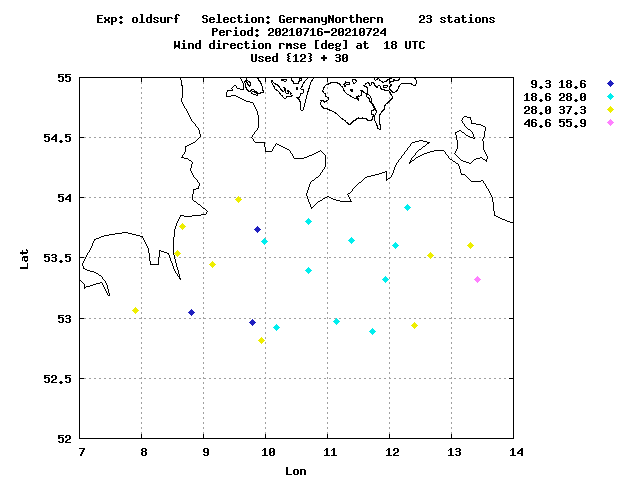 Exp: oldsurf   Selection: GermanyNorthern     23 stations
Period: 20210716-20210724
Wind direction rmse [deg] at  18 UTC
Used {12} + 30
55
54.5
54
53.5
53
52.5
52
Lat
7 8 9 10 11 12 13 14
Lon
9.3 18.6
18.6 28.0
28.0 37.3
46.6 55.9